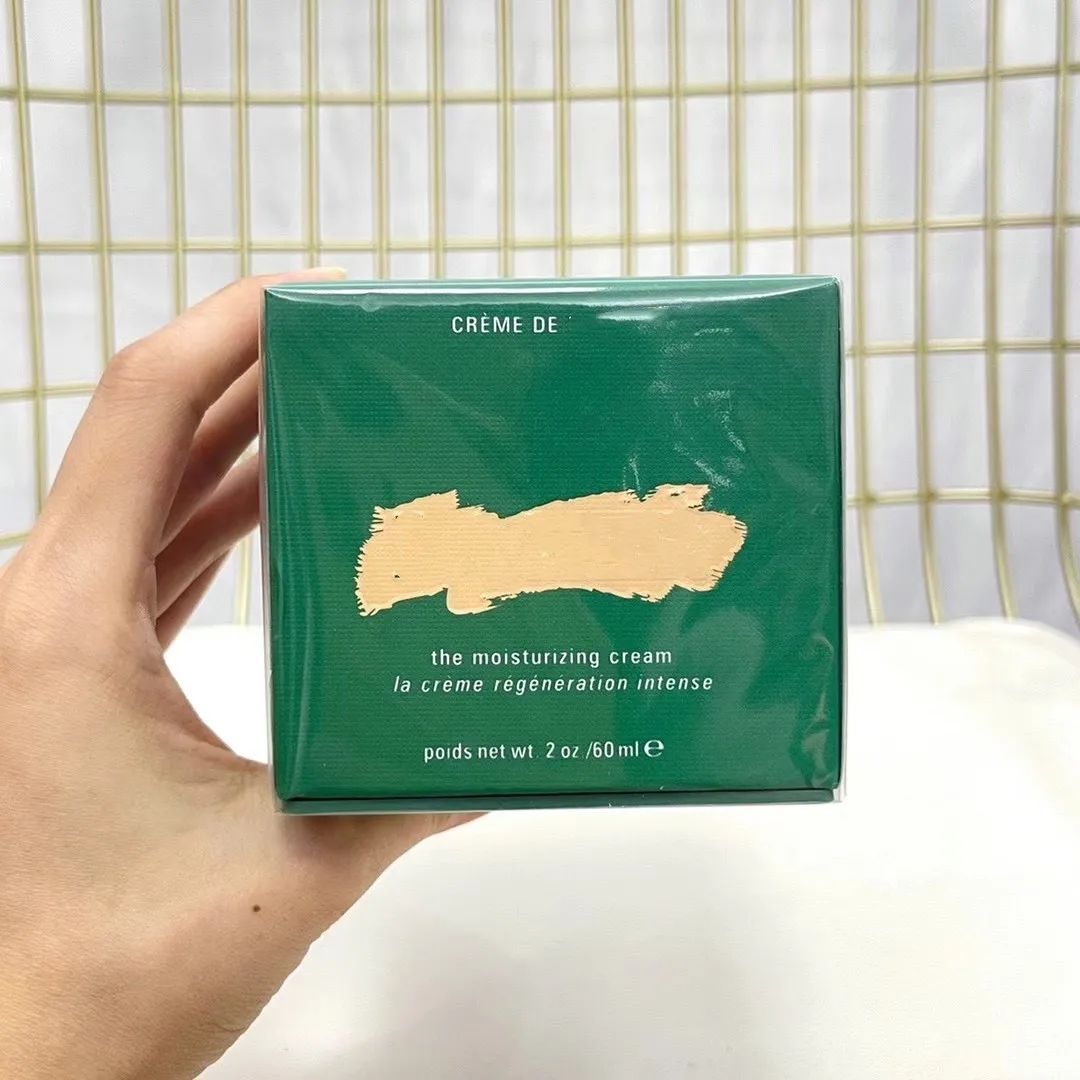 CRÈME DE
the moisturizing cream
la crème régénération intense
poids net wt. 2 oz./60 ml ℮